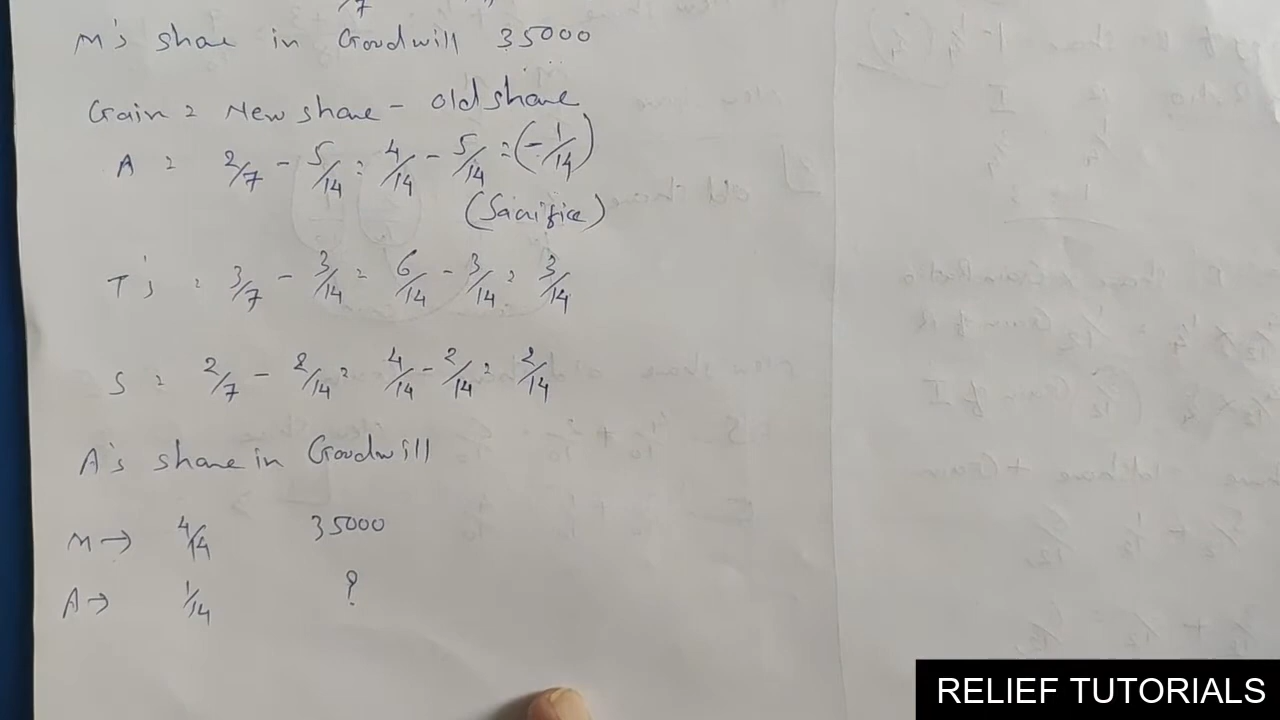 M's share in Goodwill 35000
Gain = New share - old share
A = 2/7 - 5/14 = 4/14 - 5/14 = (-1/14)
(Sacrifice)
T's = 3/7 - 3/14 = 6/14 - 3/14 = 3/14
S = 2/7 - 2/14 = 4/14 - 2/14 = 2/14
A's share in Goodwill
M → 4/14 35000
A → 1/14 ?
RELIEF TUTORIALS